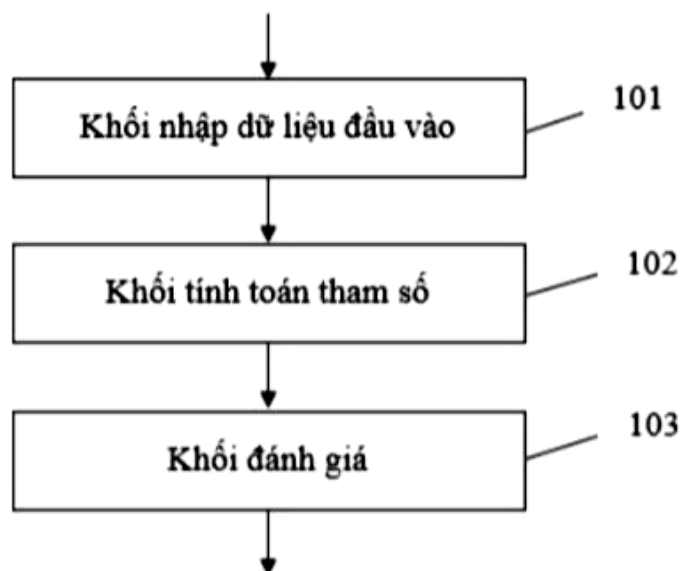 Khối nhập dữ liệu đầu vào
101
Khối tính toán tham số
102
Khối đánh giá
103